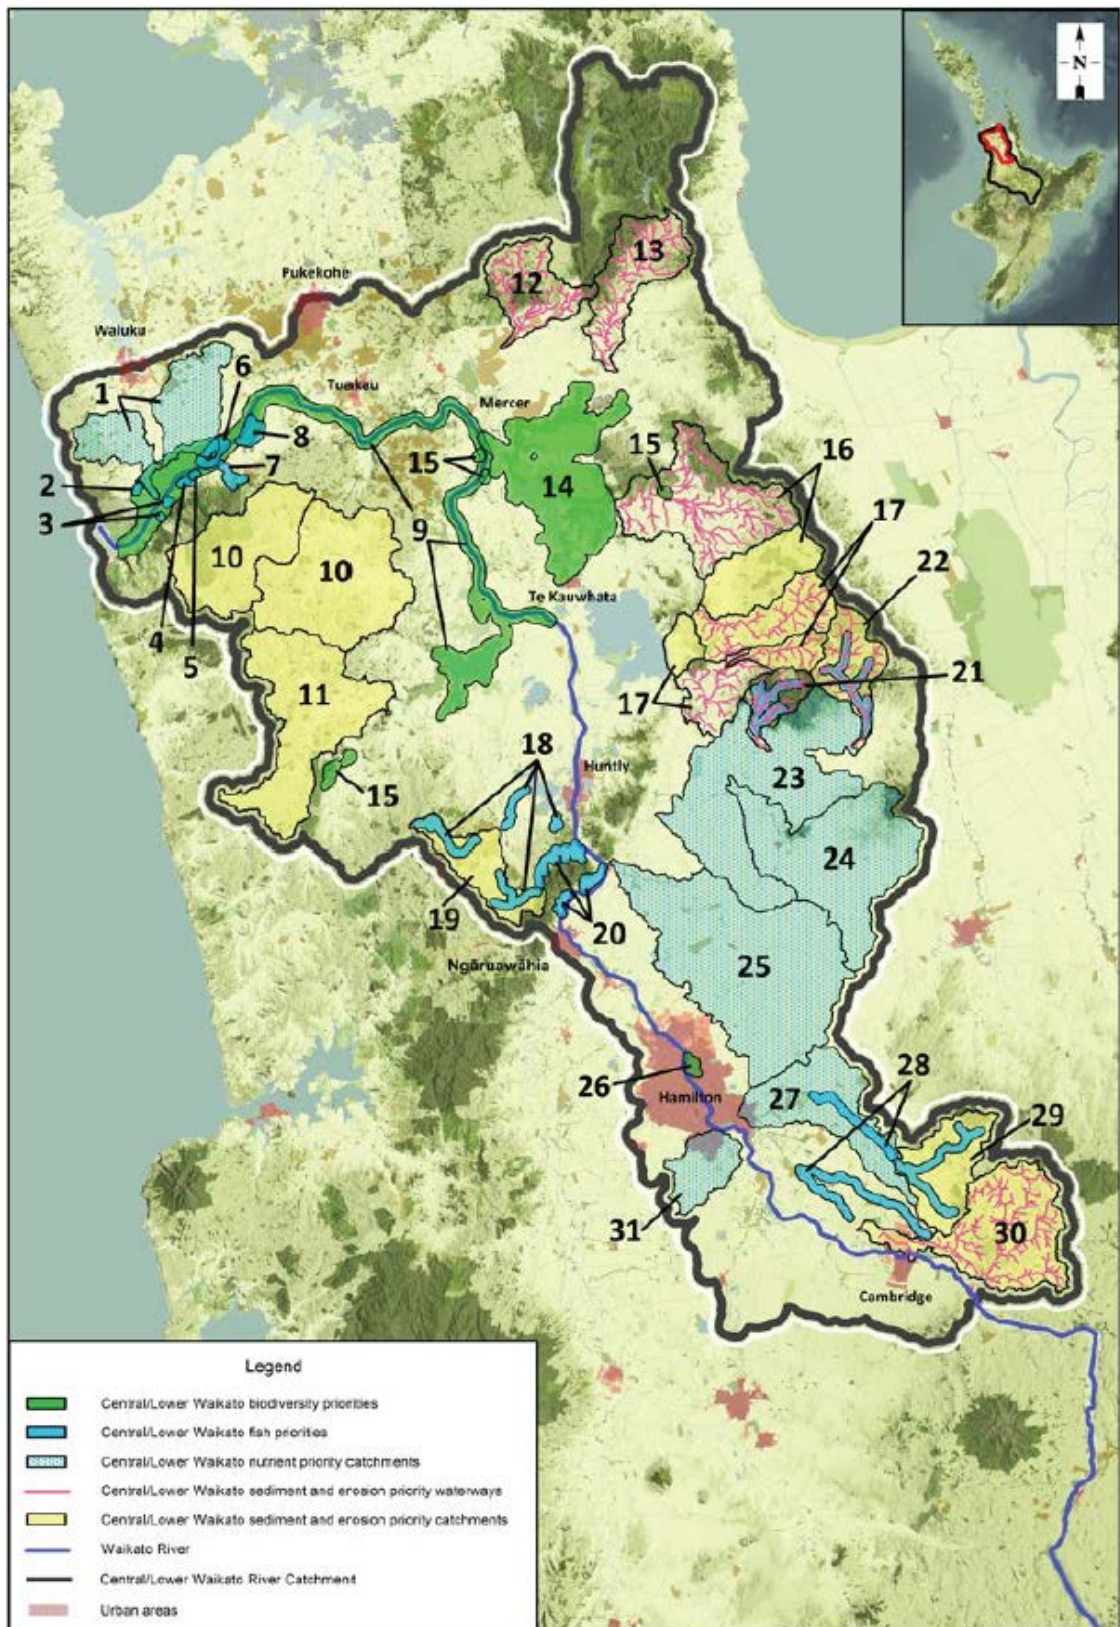 N
13
12
Pukekohe
Waiuku
6
1
Tuakau
Mercer
8
15
15
16
2
7
14
3
9
17
10
10
22
4
5
Te Kauwhata
21
11
17
18
Huntly
23
15
24
19
20
Ngāruawāhia
25
26
28
Hamilton
27
29
31
30
Cambridge
Legend
Central/Lower Waikato biodiversity priorities
Central/Lower Waikato fish priorities
Central/Lower Waikato nutrient priority catchments
Central/Lower Waikato sediment and erosion priority waterways
Central/Lower Waikato sediment and erosion priority catchments
Waikato River
Central/Lower Waikato River Catchment
Urban areas